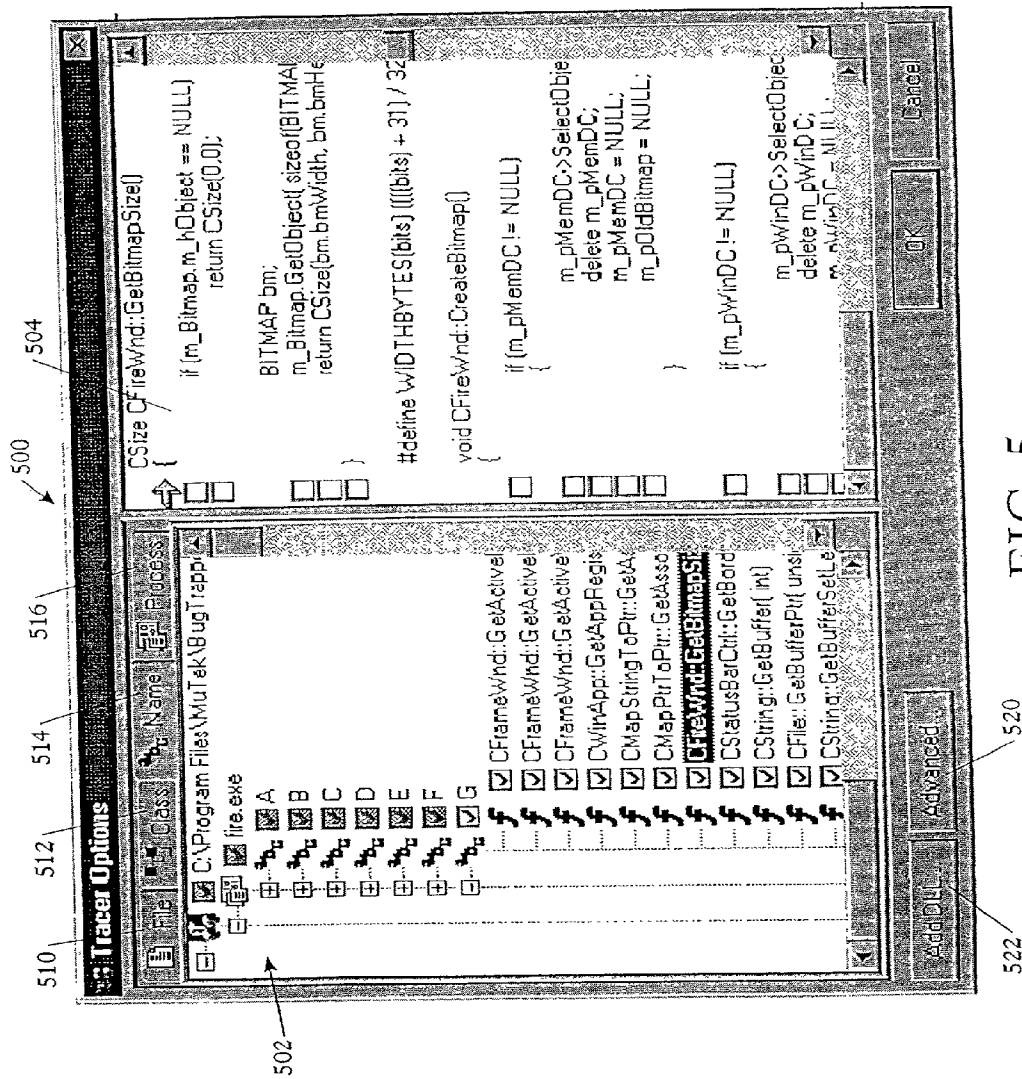 500
504
510
512
514
516
Tracer Options
File
Class
Name
Process
C:\Program Files\MuTek\BugTrapp
fire.exe
A
B
C
D
E
F
G
CFrameWnd::GetActive
CFrameWnd::GetActive
CFrameWnd::GetActive
CWinApp::GetAppRegis
CMapStringToPtr::GetA
CMapPtrToPtr::GetAsso
CFireWnd::GetBitmapSi
CStatusBarCtrl::GetBord
CString::GetBuffer( int)
CFile::GetBufferPtr( unsi
CString::GetBufferSetLe
502
CSize CFireWnd::GetBitmapSize()
{
if (m_Bitmap.m_hObject == NULL)
return CSize(0,0);
BITMAP bm;
m_Bitmap.GetObject( sizeof(BITMAP
return CSize(bm.bmWidth, bm.bmHe
}
#define WIDTHBYTES(bits) ((((bits) + 31) / 32
void CFireWnd::CreateBitmap()
{
if (m_pMemDC != NULL)
{
m_pMemDC->SelectObje
delete m_pMemDC;
m_pMemDC = NULL;
m_pOldBitmap = NULL;
}
if (m_pWinDC != NULL)
{
m_pWinDC->SelectObjec
delete m_pWinDC;
m_pWinDC = NULL;
Add DLL...
Advanced...
OK
Cancel
522
520
FIG. 5